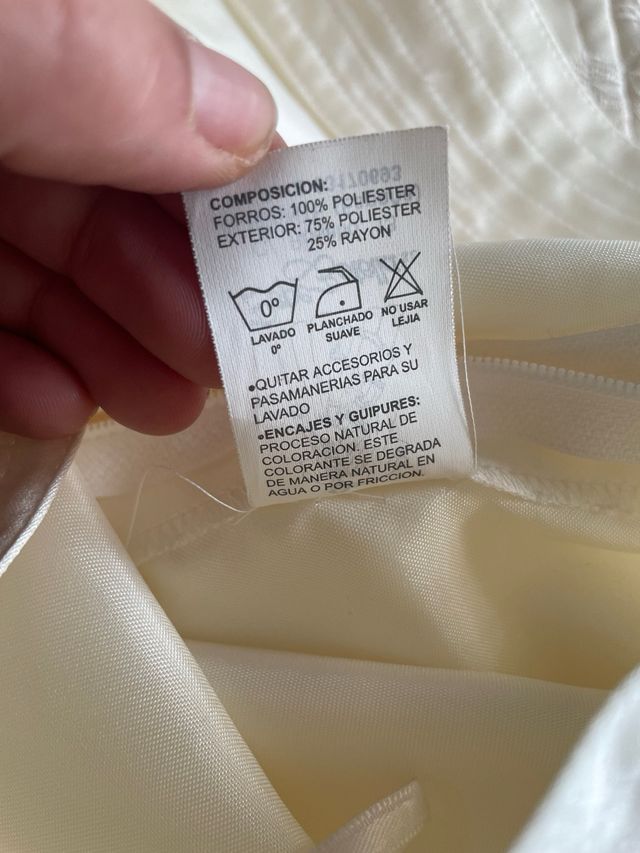 COMPOSICION:
FORROS: 100% POLIESTER
EXTERIOR: 75% POLIESTER
25% RAYON
0º
LAVADO
0º
PLANCHADO
SUAVE
NO USAR
LEJIA
•QUITAR ACCESORIOS Y
PASAMANERIAS PARA SU
LAVADO
•ENCAJES Y GUIPURES:
PROCESO NATURAL DE
COLORACION. ESTE
COLORANTE SE DEGRADA
DE MANERA NATURAL EN
AGUA O POR FRICCION.